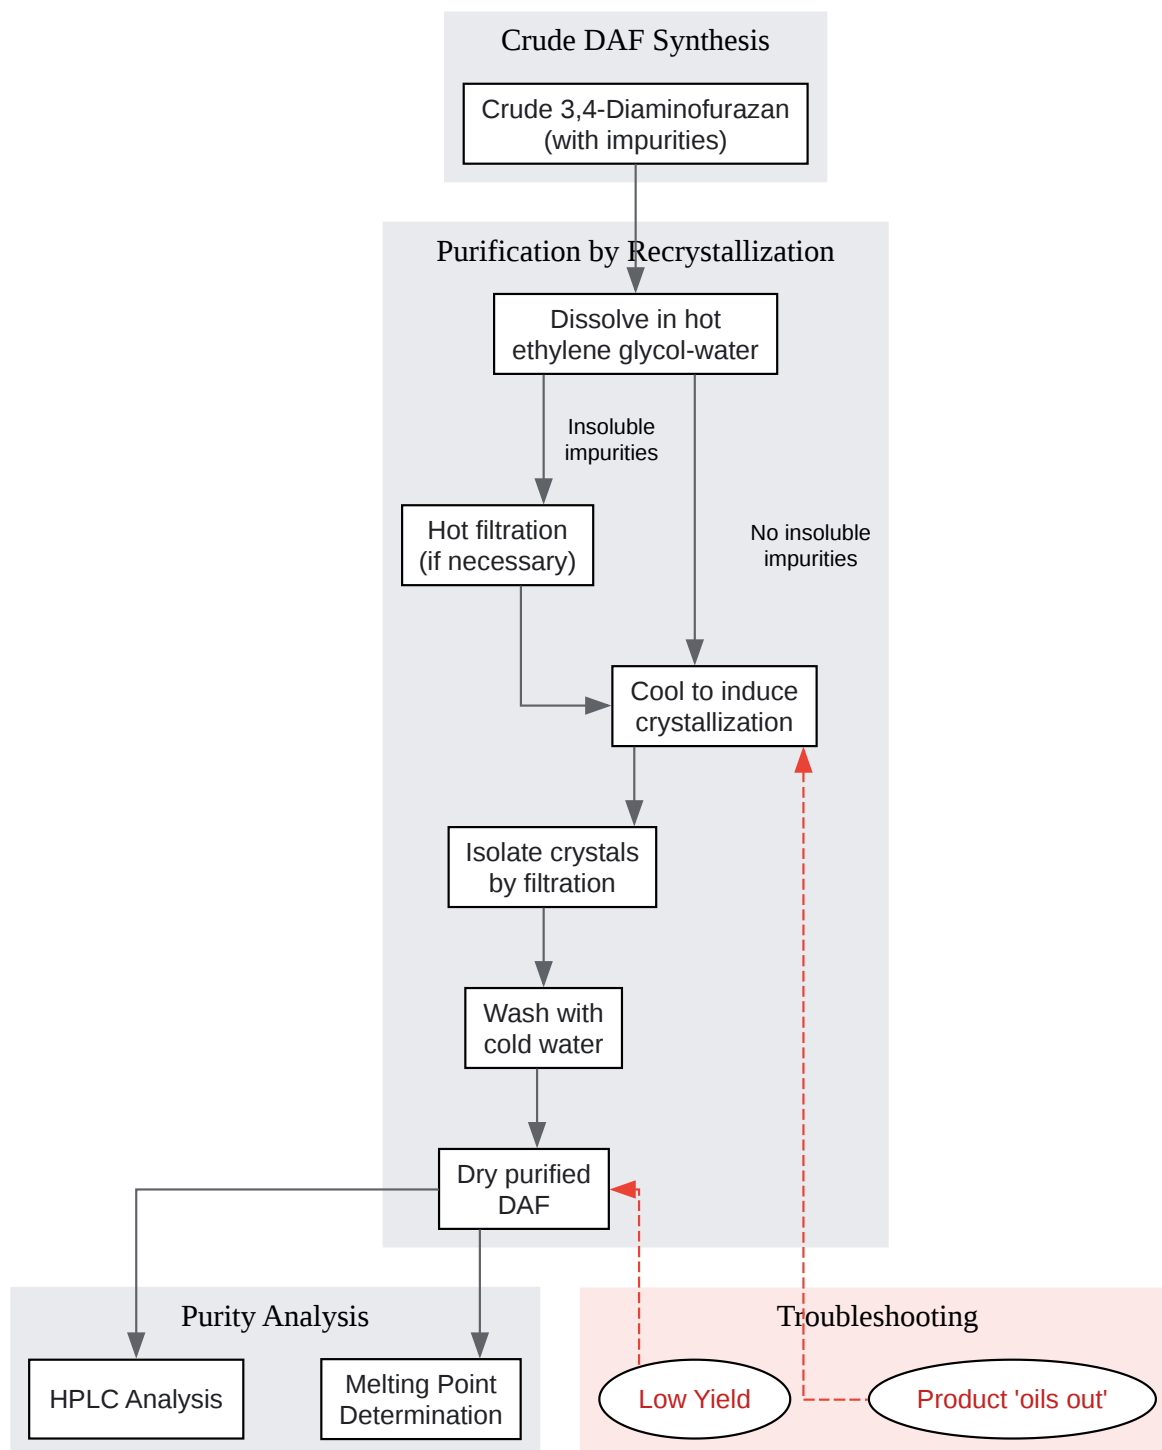 Crude DAF Synthesis
Crude 3,4-Diaminofurazan
(with impurities)
Purification by Recrystallization
Dissolve in hot
ethylene glycol-water
Insoluble
impurities
Hot filtration
(if necessary)
No insoluble
impurities
Cool to induce
crystallization
Isolate crystals
by filtration
Wash with
cold water
Dry purified
DAF
Purity Analysis
HPLC Analysis
Melting Point
Determination
Troubleshooting
Low Yield
Product 'oils out'